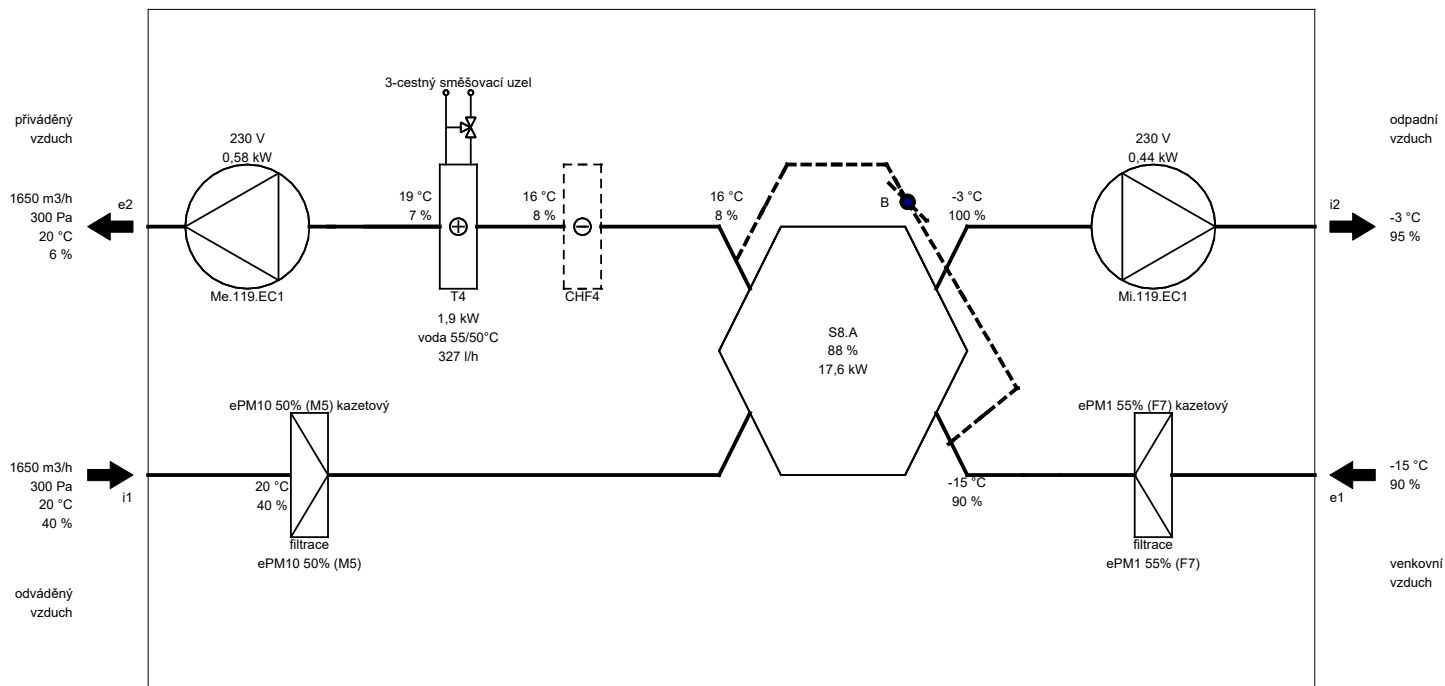 3-cestný směšovací uzel
přiváděný
vzduch
230 V
0,58 kW
230 V
0,44 kW
odpadní
vzduch
1650 m3/h
300 Pa
20 °C
6 %
e2
19 °C
7 %
16 °C
8 %
16 °C
8 %
B
-3 °C
100 %
i2
-3 °C
95 %
Me.119.EC1
T4
CHF4
Mi.119.EC1
1,9 kW
voda 55/50°C
327 l/h
S8.A
88 %
17,6 kW
ePM10 50% (M5) kazetový
ePM1 55% (F7) kazetový
1650 m3/h
300 Pa
20 °C
40 %
i1
20 °C
40 %
-15 °C
90 %
e1
-15 °C
90 %
filtrace
ePM10 50% (M5)
filtrace
ePM1 55% (F7)
odváděný
vzduch
venkovní
vzduch